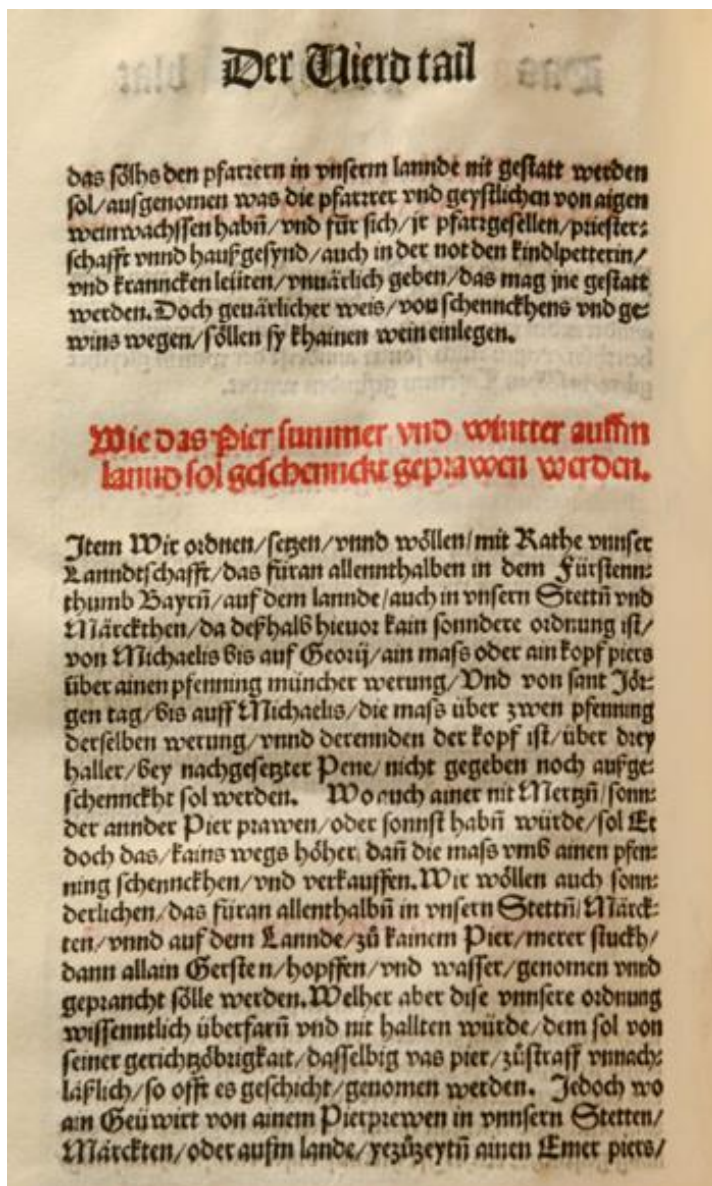 Der Vierd tail
das sölhs den pfarrern in vnserm lannde nit gestatt werden
sol/ausgenomen was die pfarrer vnd geystlichen von aigen
weinwachssen habñ/vnd für sich/jr pfarrgesellen/priester⸗
schafft vnnd haußgesynd/auch in der not den kindlpetterin/
vnd kranncken leüten/vnuärlich geben/das mag jne gestatt
werden. Doch geuärlicher weis/von schennckhens vnd ge⸗
wins wegen/söllen sy khainen wein einlegen.
Wie das Pier summer vnd wintter auffm
lannd sol geschennckt geprawen werden.
Item Wir ordnen/setzen/vnnd wöllen/mit Rathe vnnser
Lanndtschafft/das füran allennthalben in dem Fürstenn⸗
thumb Bayrñ/auf dem lannde/auch in vnsern Stettñ vnd
Märckthen/da deßhalb hieuor kain sonndere ordnung ist/
von Michaelis bis auf Georij/ain mass oder ain kopf piers
über ainen pfenning müncher werung/Vnd von sant Jör⸗
gen tag/bis auff Michaelis/die mass über zwen pfenning
derselben werung/vnnd derennden der kopf ist/über drey
haller/bey nachgesetzter Pene/nicht gegeben noch aufge⸗
schennckht sol werden. Wo auch ainer nit Mertzñ/sonn⸗
der annder Pier prawen/oder sonnst habñ würde/sol Er
doch das/kains wegs höher dañ die mass vmb ainen pfen⸗
ning schennckhen/vnd verkauffen. Wir wöllen auch sonn⸗
derlichen/das füran allenthalbñ in vnsern Stettñ/Märck⸗
ten/vnnd auf dem Lannde/zů kainem Pier/merer stuckh/
dann allain Gersten/hopffen/vnd wasser/genomen vnnd
geprancht sölle werden. Welher aber dise vnnsere ordnung
wissenntlich überfarñ vnd nit hallten würde/dem sol von
seiner gerichtzöbrigkait/dasselbig vas pier/zůstraff vnnach⸗
läßlich/so offt es geschicht/genomen werden. Jedoch wo
ain Geüwirt von ainem Pierprewen in vnnsern Stetten/
Märckten/oder aufm lande/yezůzeytñ ainen Emer piers/